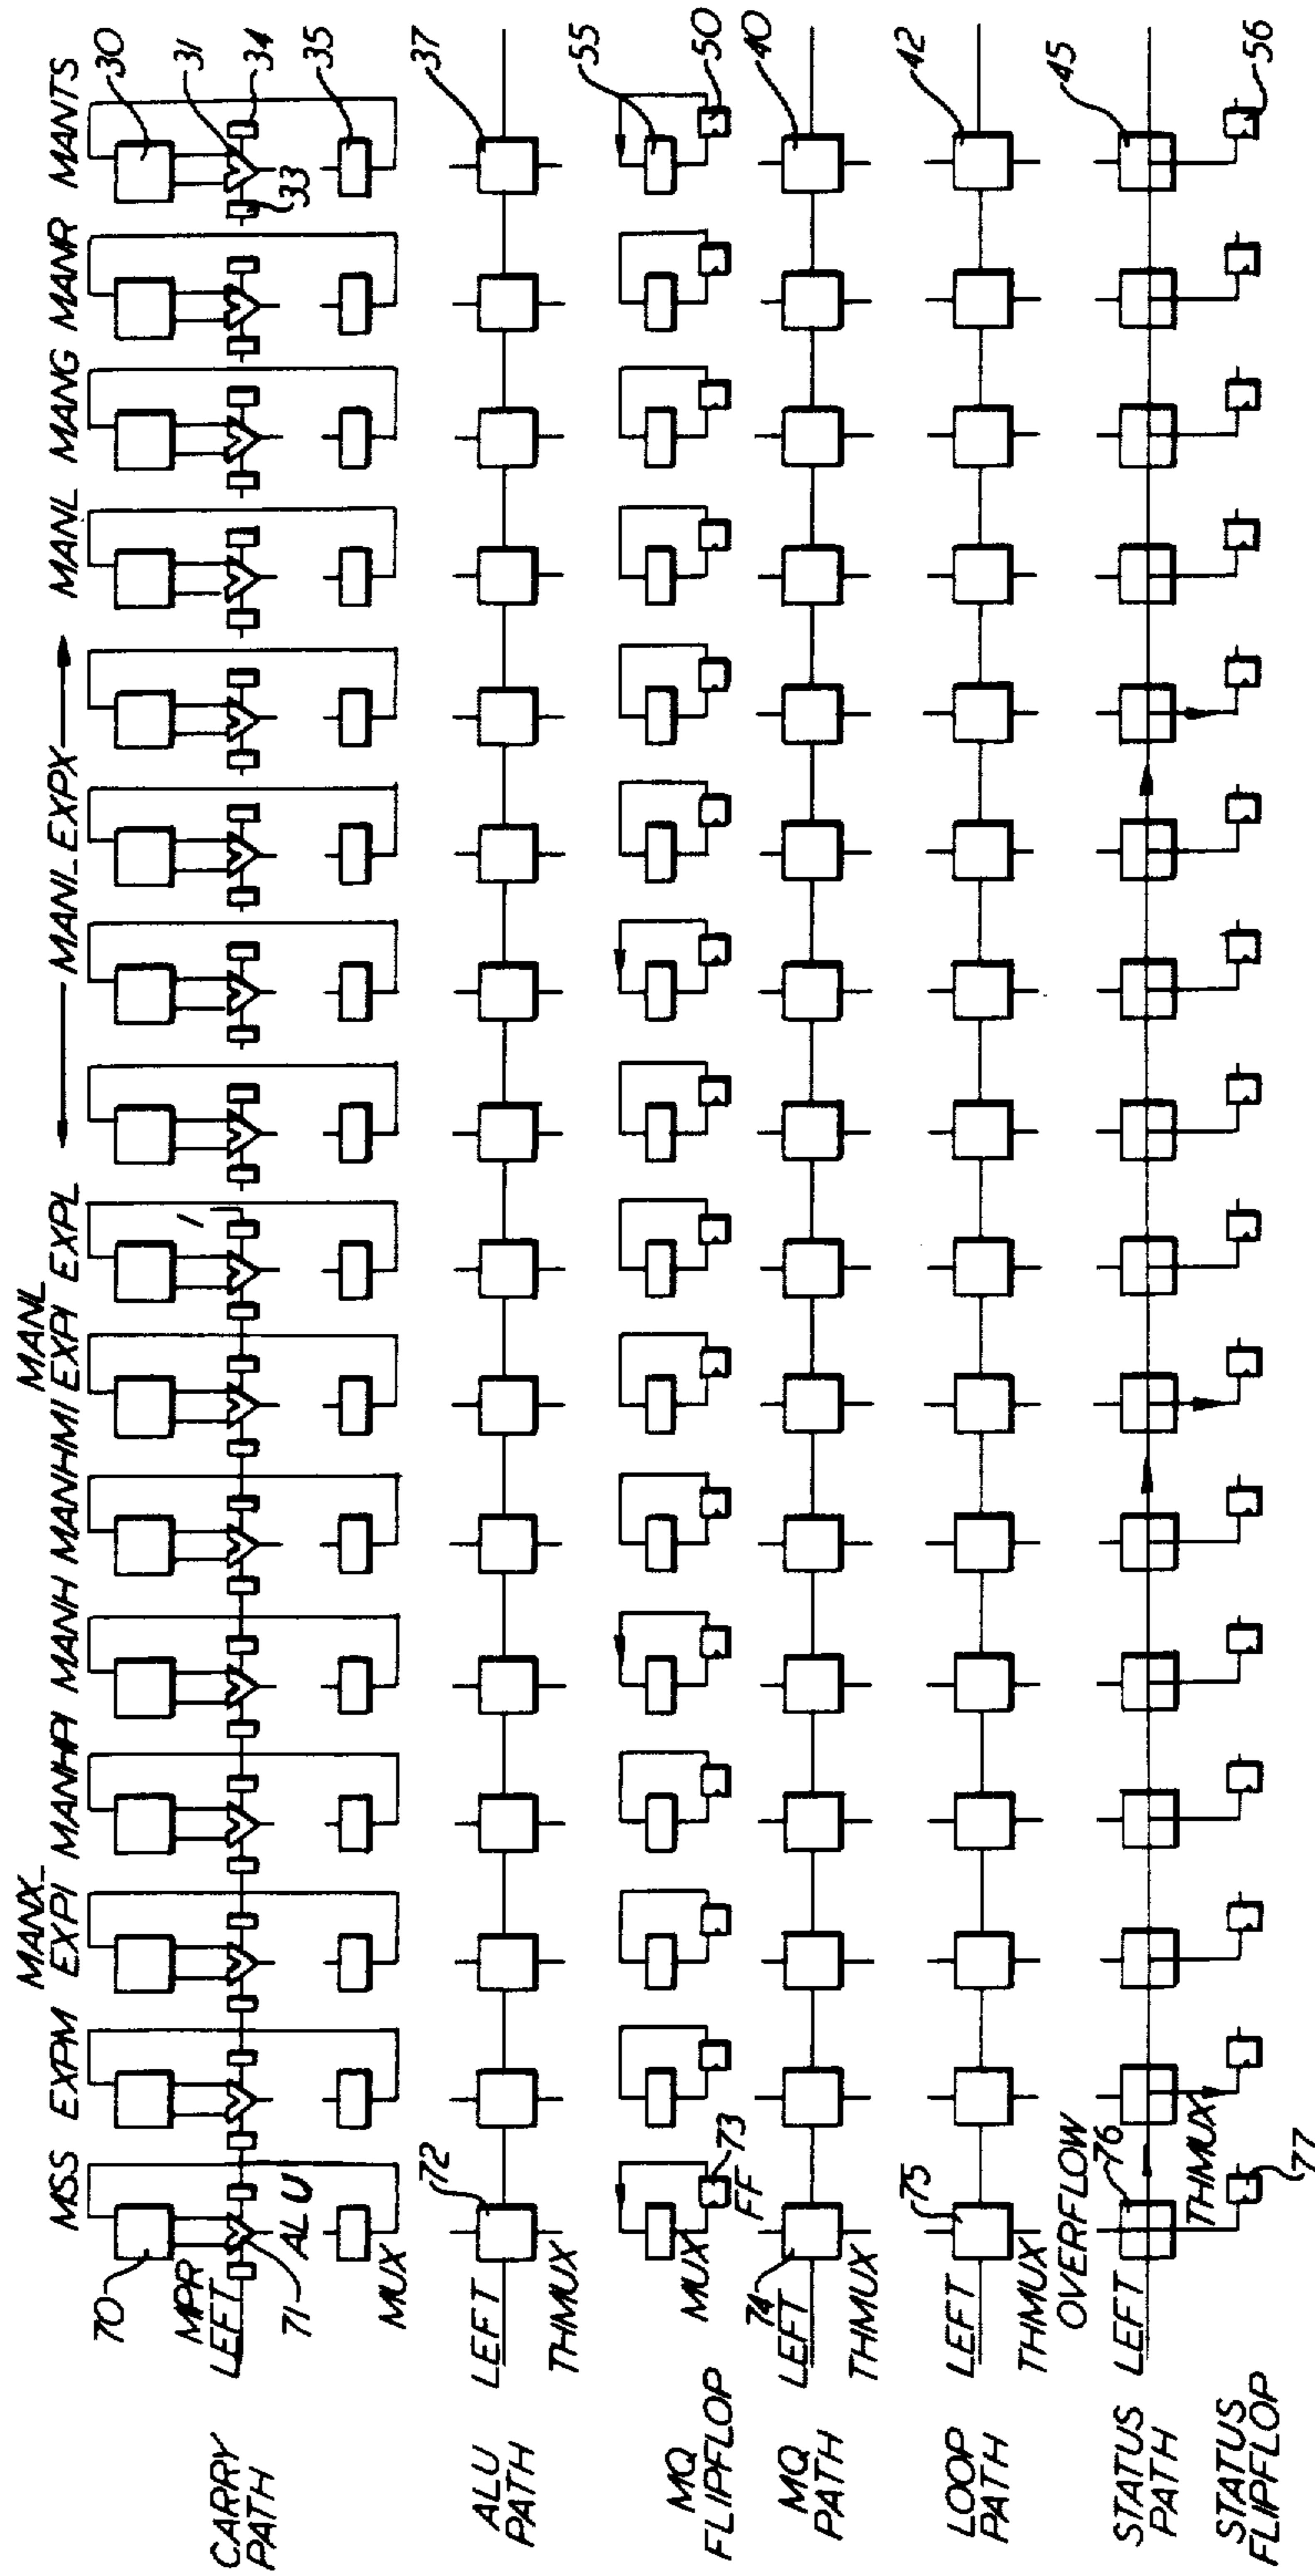 MSS
EXPM
MANX_
EXPI
MANHPI
MANH
MANHMI
MANL
EXPI
EXPL
MANL_EXPX
MANL
MANG
MANR
MANTS
CARRY
PATH
LEFT
MPR
70
71
ALU
MUX
1
30
31
33
34
35
ALU
PATH
LEFT
THMUX
72
37
MQ
FLIPFLOP
MUX
FF
73
55
50
MQ
PATH
LEFT
THMUX
74
40
LOOP
PATH
LEFT
THMUX
75
42
STATUS
PATH
LEFT
OVERFLOW
76
THMUX
45
STATUS
FLIPFLOP
77
56